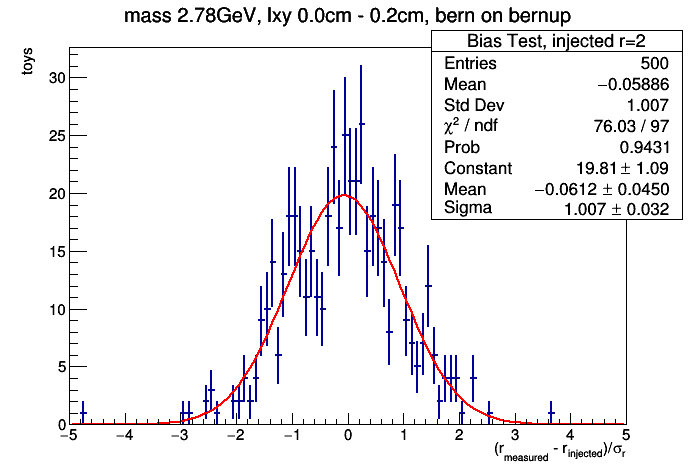 mass 2.78GeV, lxy 0.0cm - 0.2cm, bern on bernup
Bias Test, injected r=2
Entries 500
Mean −0.05886
Std Dev 1.007
χ² / ndf 76.03 / 97
Prob 0.9431
Constant 19.81 ± 1.09
Mean −0.0612 ± 0.0450
Sigma 1.007 ± 0.032
toys
30
25
20
15
10
5
0
−5 −4 −3 −2 −1 0 1 2 3 4 5
(r_measured - r_injected)/σ_r